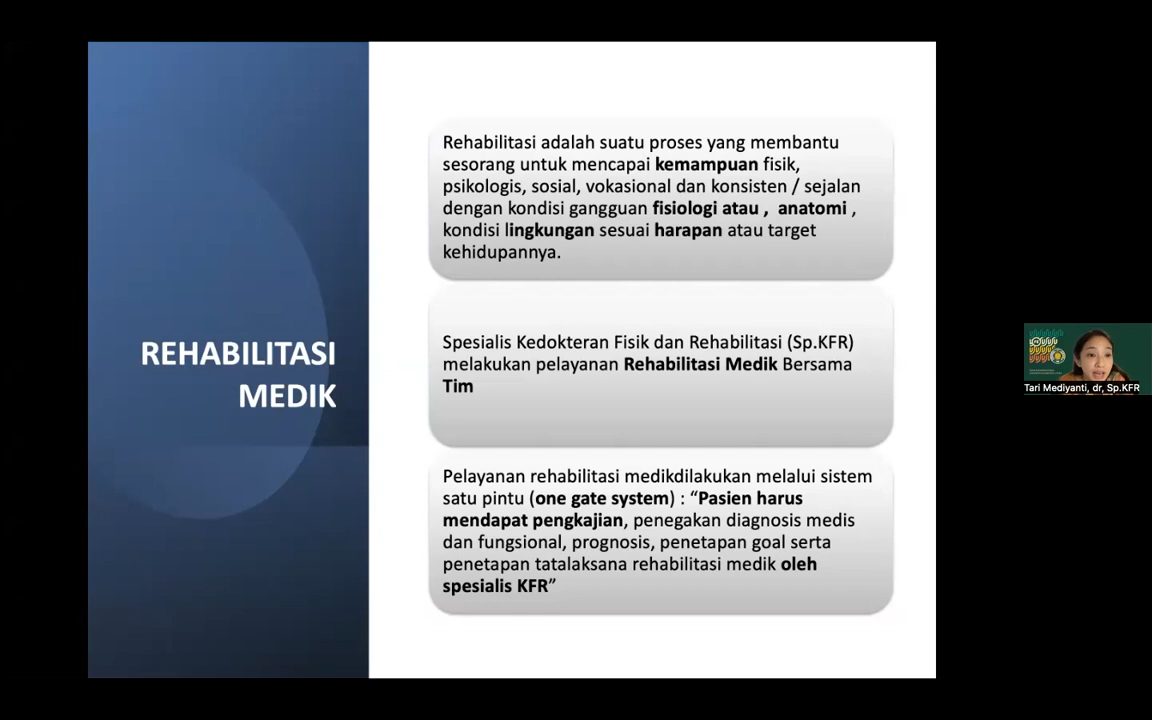 REHABILITASI
MEDIK
Rehabilitasi adalah suatu proses yang membantu
sesorang untuk mencapai kemampuan fisik,
psikologis, sosial, vokasional dan konsisten / sejalan
dengan kondisi gangguan fisiologi atau , anatomi ,
kondisi lingkungan sesuai harapan atau target
kehidupannya.
Spesialis Kedokteran Fisik dan Rehabilitasi (Sp.KFR)
melakukan pelayanan Rehabilitasi Medik Bersama
Tim
Pelayanan rehabilitasi medikdilakukan melalui sistem
satu pintu (one gate system) : “Pasien harus
mendapat pengkajian, penegakan diagnosis medis
dan fungsional, prognosis, penetapan goal serta
penetapan tatalaksana rehabilitasi medik oleh
spesialis KFR”
Tari Mediyanti, dr, Sp.KFR